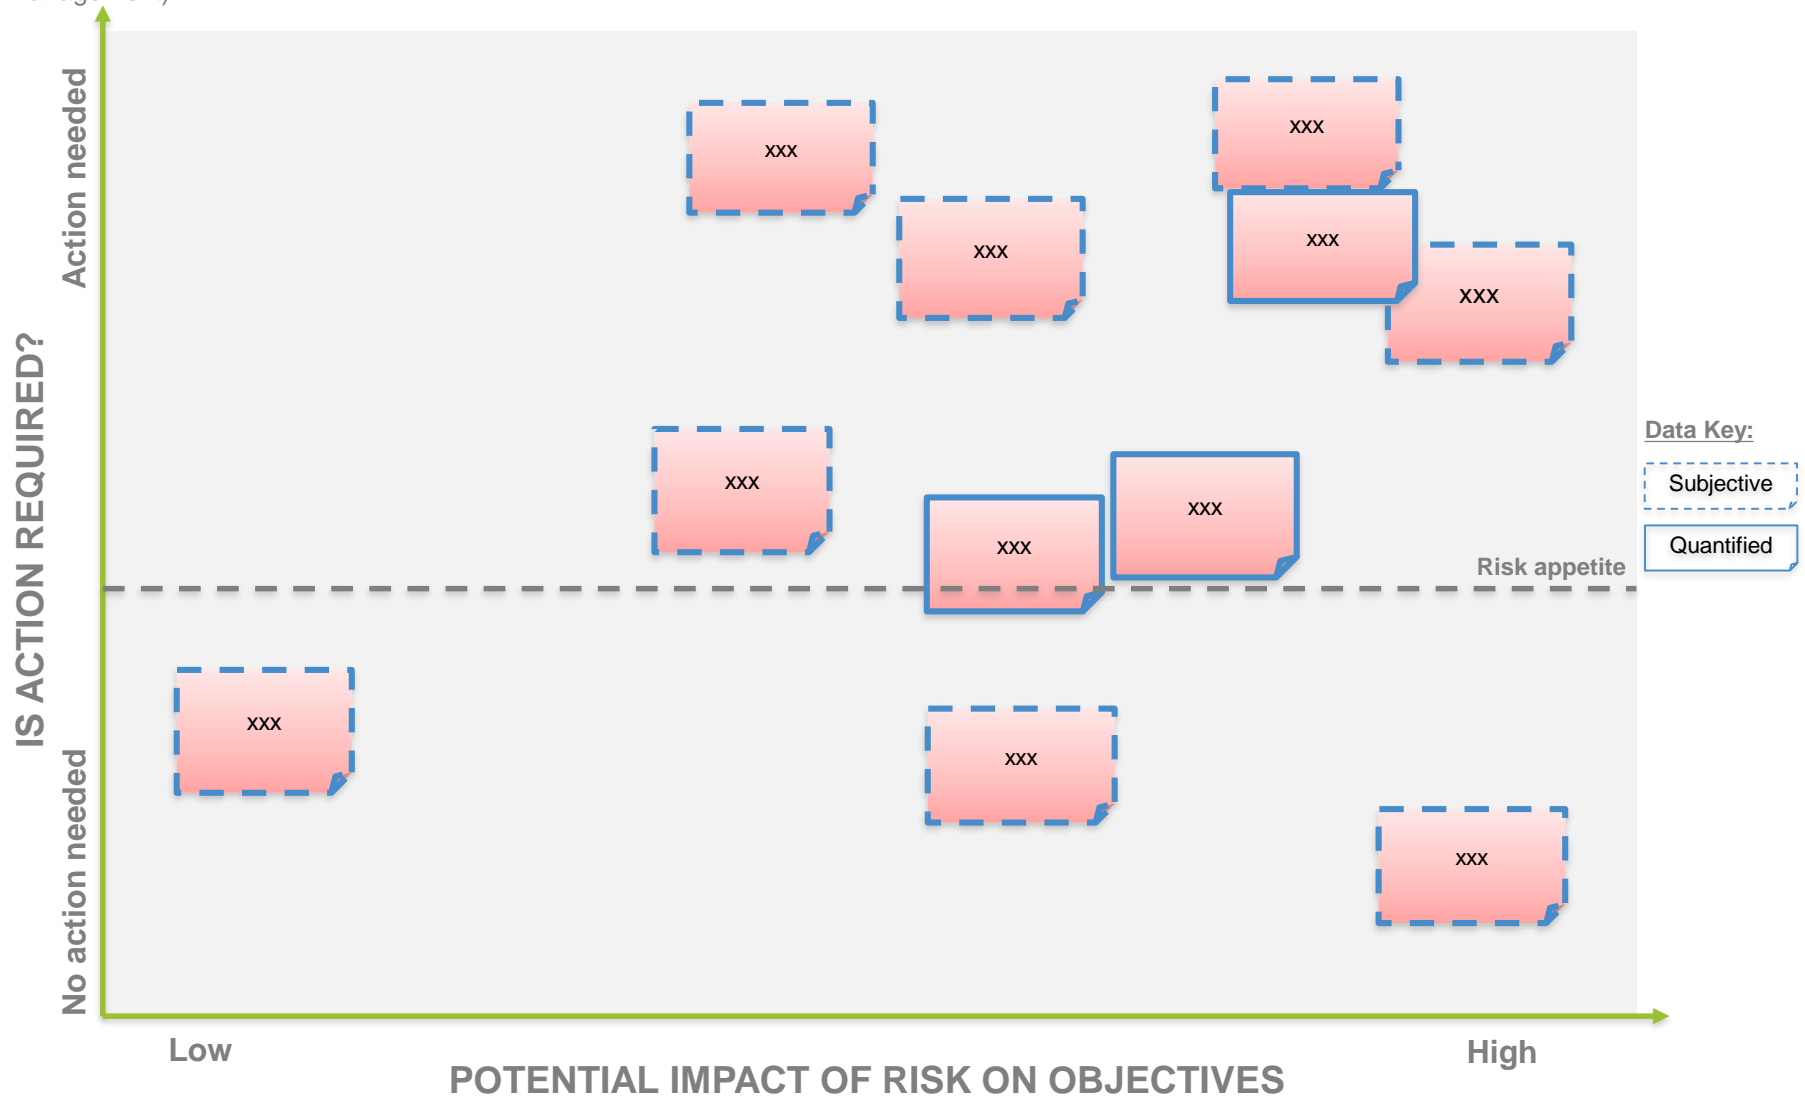 Action needed
No action needed
IS ACTION REQUIRED?
xxx
xxx
xxx
xxx
xxx
xxx
xxx
xxx
Risk appetite
xxx
xxx
xxx
Data Key:
Subjective
Quantified
Low
High
POTENTIAL IMPACT OF RISK ON OBJECTIVES